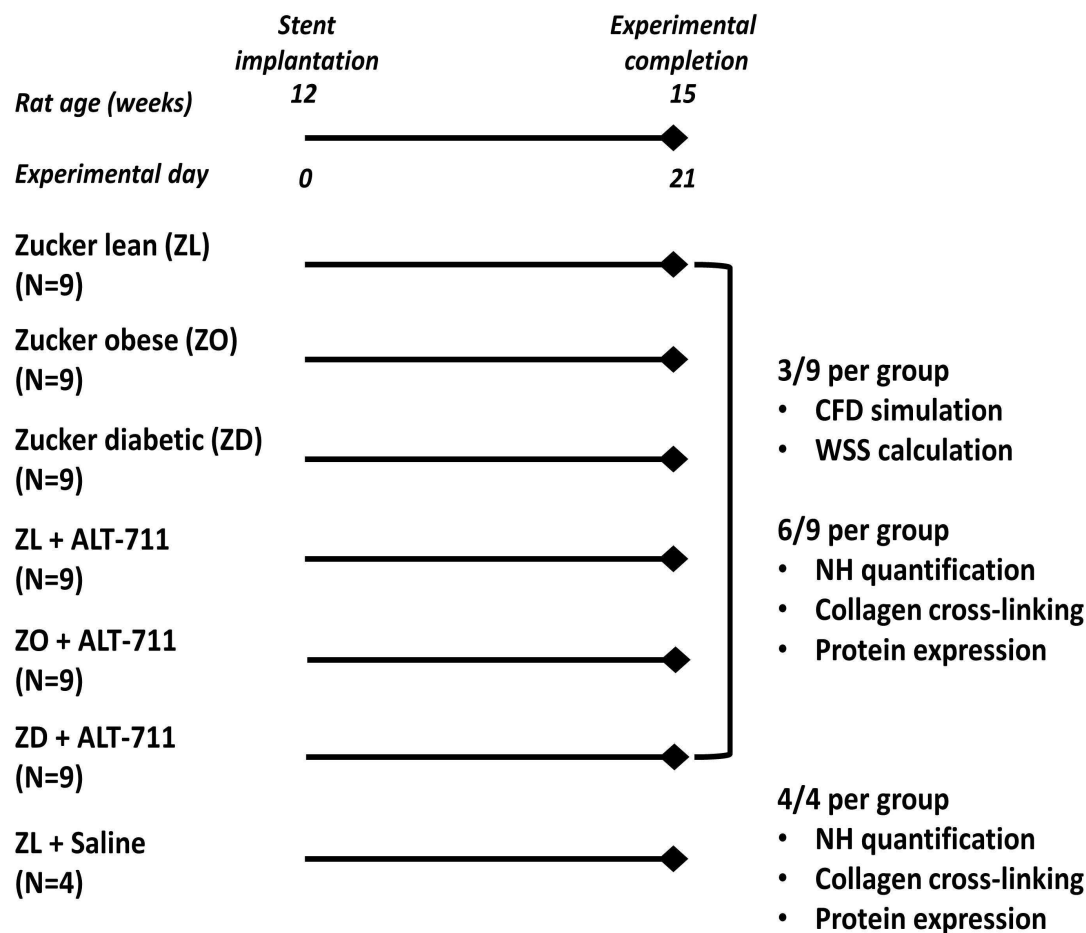 Stent
implantation
Experimental
completion
Rat age (weeks)
12
15
Experimental day
0
21
Zucker lean (ZL)
(N=9)
Zucker obese (ZO)
(N=9)
Zucker diabetic (ZD)
(N=9)
ZL + ALT-711
(N=9)
ZO + ALT-711
(N=9)
ZD + ALT-711
(N=9)
ZL + Saline
(N=4)
3/9 per group
• CFD simulation
• WSS calculation
6/9 per group
• NH quantification
• Collagen cross-linking
• Protein expression
4/4 per group
• NH quantification
• Collagen cross-linking
• Protein expression